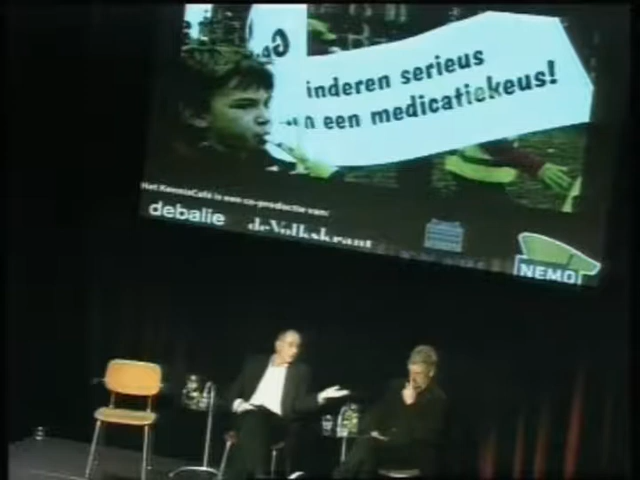 inderen serieus
een medicatiekeus!
Het KennisCafé is een co-productie van:
debalie
deVolkskrant
NEMO